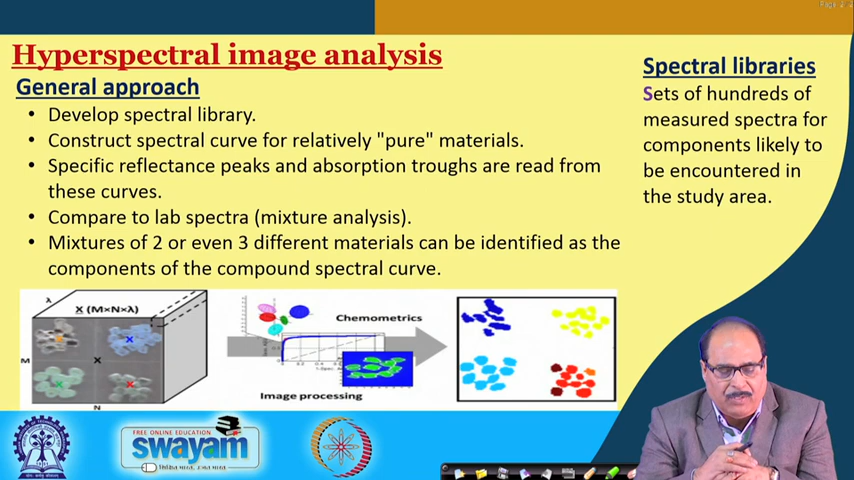 Hyperspectral image analysis
General approach
• Develop spectral library.
• Construct spectral curve for relatively "pure" materials.
• Specific reflectance peaks and absorption troughs are read from
these curves.
• Compare to lab spectra (mixture analysis).
• Mixtures of 2 or even 3 different materials can be identified as the
components of the compound spectral curve.
Spectral libraries
Sets of hundreds of
measured spectra for
components likely to
be encountered in
the study area.
λ
X (M×N×λ)
M
N
Chemometrics
Image processing
FREE ONLINE EDUCATION
swayam